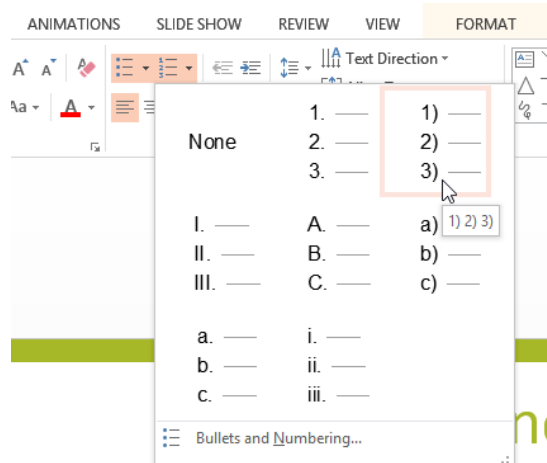 ANIMATIONS SLIDE SHOW REVIEW VIEW FORMAT
A A Text Direction
Aa A
None
1.
2.
3.
1)
2)
3)
1) 2) 3)
I.
II.
III.
A.
B.
C.
a)
b)
c)
a.
b.
c.
i.
ii.
iii.
Bullets and Numbering...